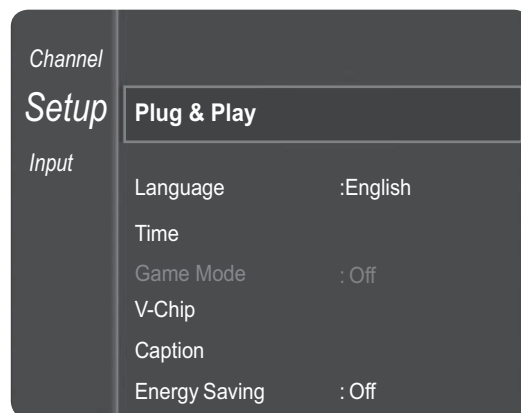 Channel
Setup
Input
Plug & Play
Language :English
Time
Game Mode : Off
V-Chip
Caption
Energy Saving : Off